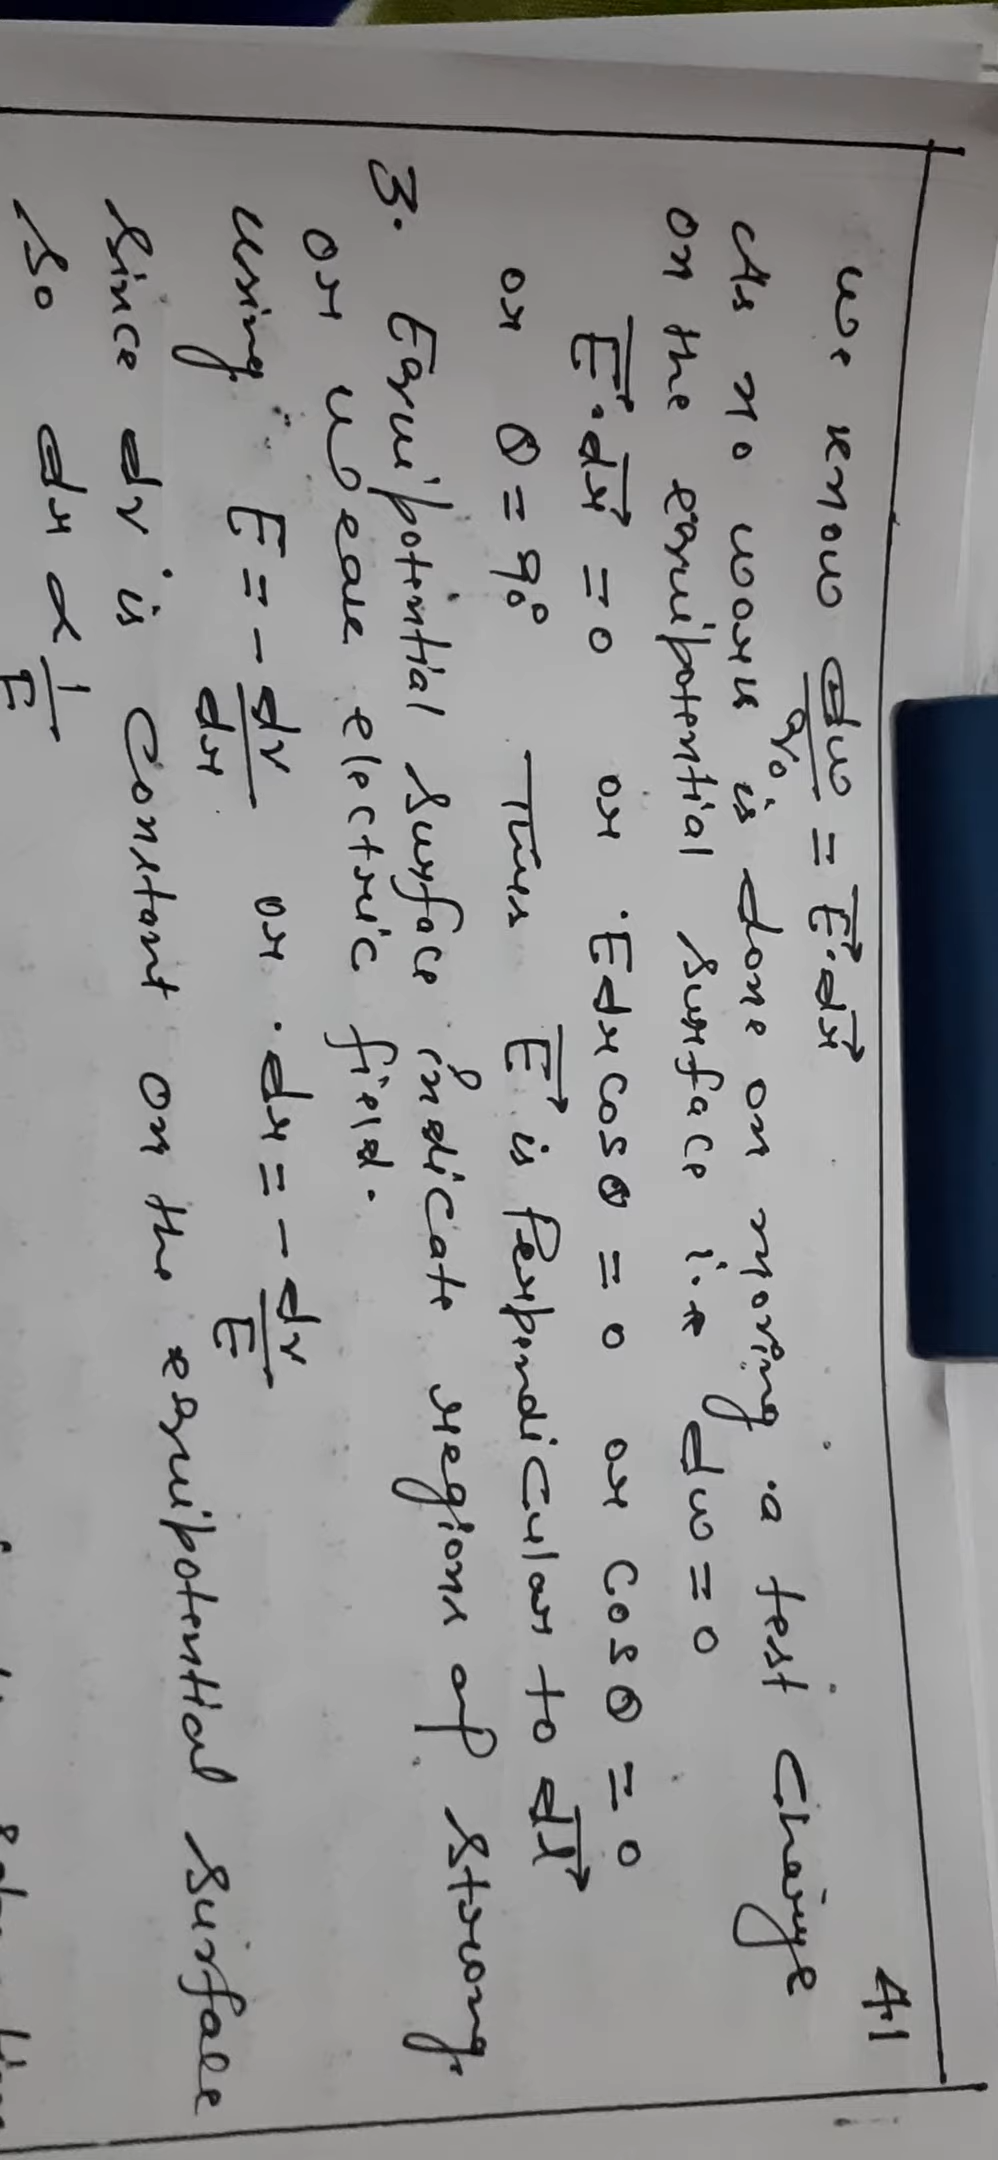 41
We know dw/q₀ = E⃗·dr⃗
As no work is done on moving a test charge
on the equipotential surface i.e dw = 0
E⃗·dr⃗ = 0 or Edr cosθ = 0 or cosθ = 0
or θ = 90° Thus E⃗ is perpendicular to dl⃗
3. Equipotential surface indicate regions of strong
or weak electric field.
Using E = - dv/dr or dr = - dv/E
Since dv is constant on the equipotential surface
So dr α 1/E